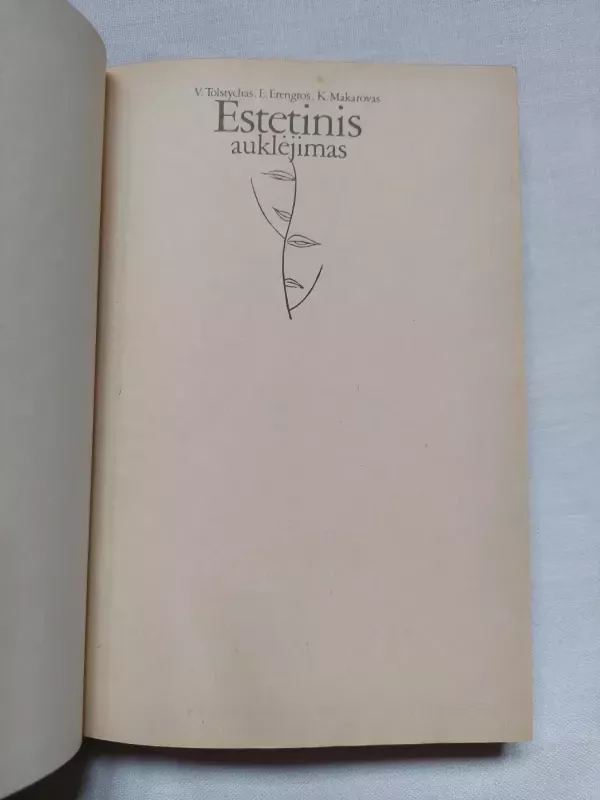 V. Tolstychas, E. Erengros, K. Makarovas
Estetinis
auklėjimas